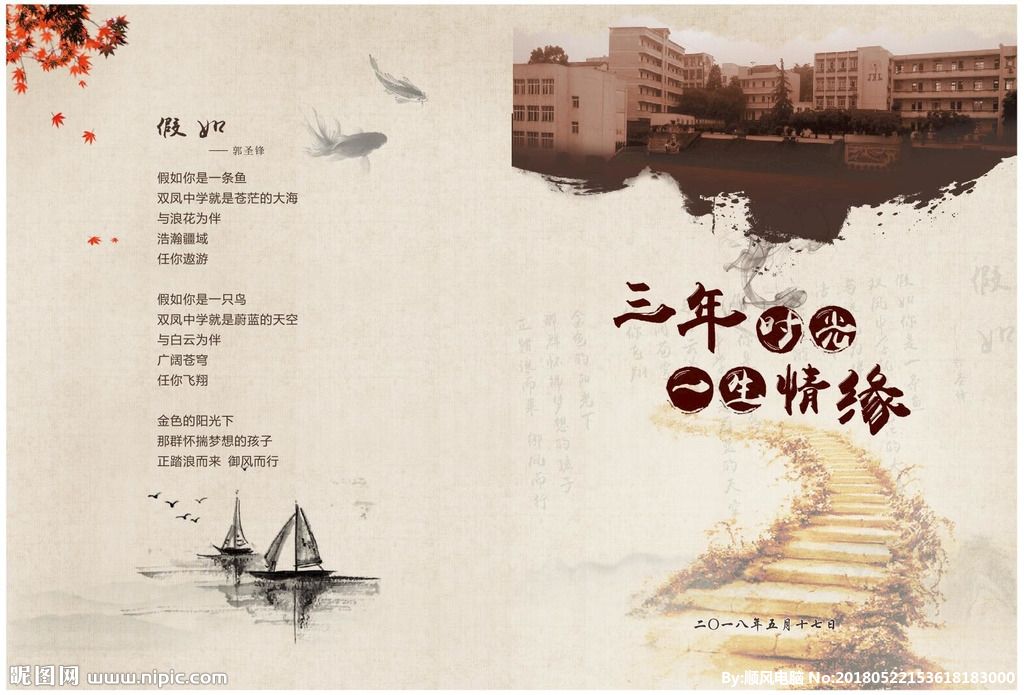 假如
—— 郭圣锋
假如你是一条鱼
双凤中学就是苍茫的大海
与浪花为伴
浩瀚疆域
任你遨游
假如你是一只鸟
双凤中学就是蔚蓝的天空
与白云为伴
广阔苍穹
任你飞翔
金色的阳光下
那群怀揣梦想的孩子
正踏浪而来 御风而行
三年时光
一生情缘
二〇一八年五月十七日
昵图网 www.nipic.com
By:顺风电脑 No:20180522153618183000